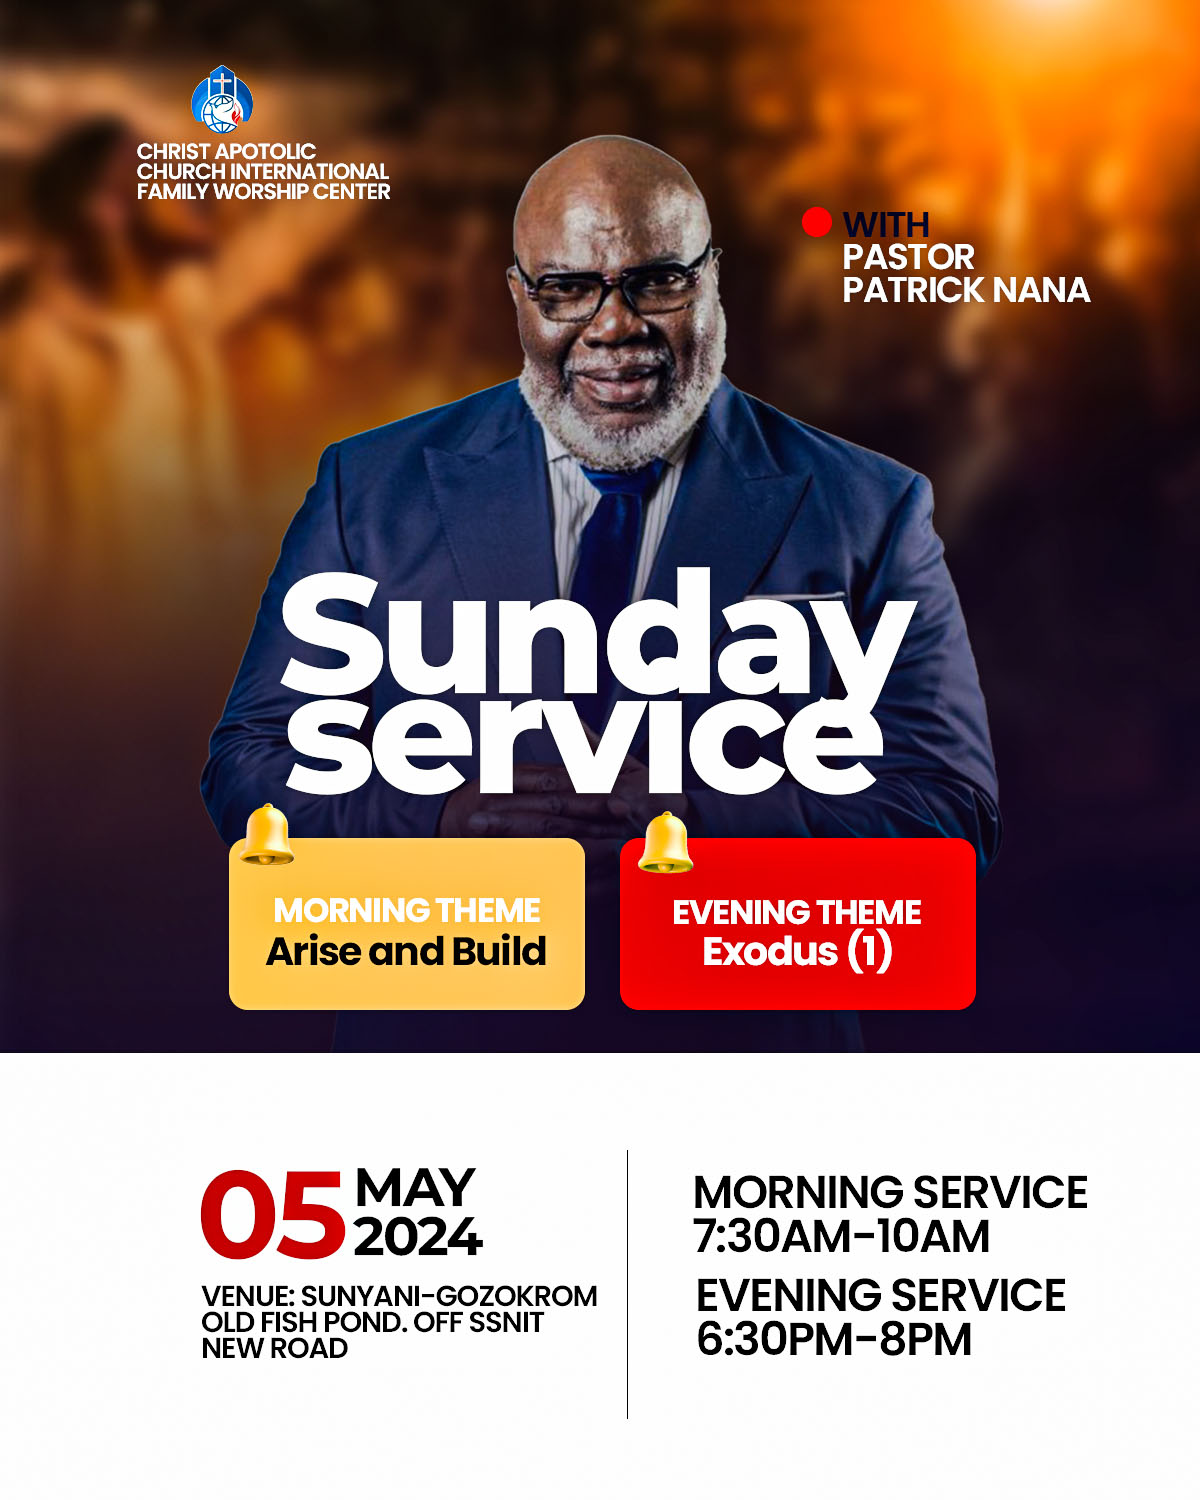 CHRIST APOTOLIC
CHURCH INTERNATIONAL
FAMILY WORSHIP CENTER
WITH
PASTOR
PATRICK NANA
Sunday
service
MORNING THEME
Arise and Build
EVENING THEME
Exodus (1)
05 MAY
2024
VENUE: SUNYANI-GOZOKROM
OLD FISH POND. OFF SSNIT
NEW ROAD
MORNING SERVICE
7:30AM-10AM
EVENING SERVICE
6:30PM-8PM